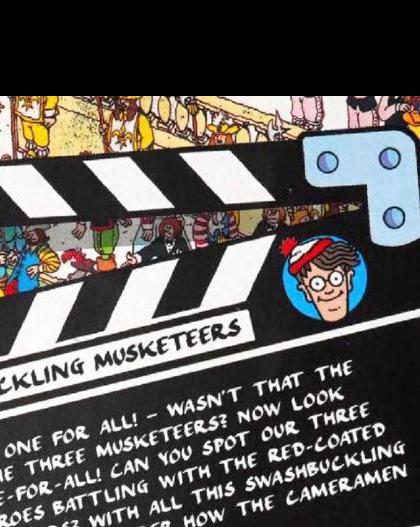 CKLING MUSKETEERS
ONE FOR ALL! - WASN'T THAT THE
THREE MUSKETEERS? NOW LOOK
-FOR-ALL! CAN YOU SPOT OUR THREE
BATTLING WITH THE RED-COATED
WITH ALL THIS SWASHBUCKLING
HOW THE CAMERAMEN